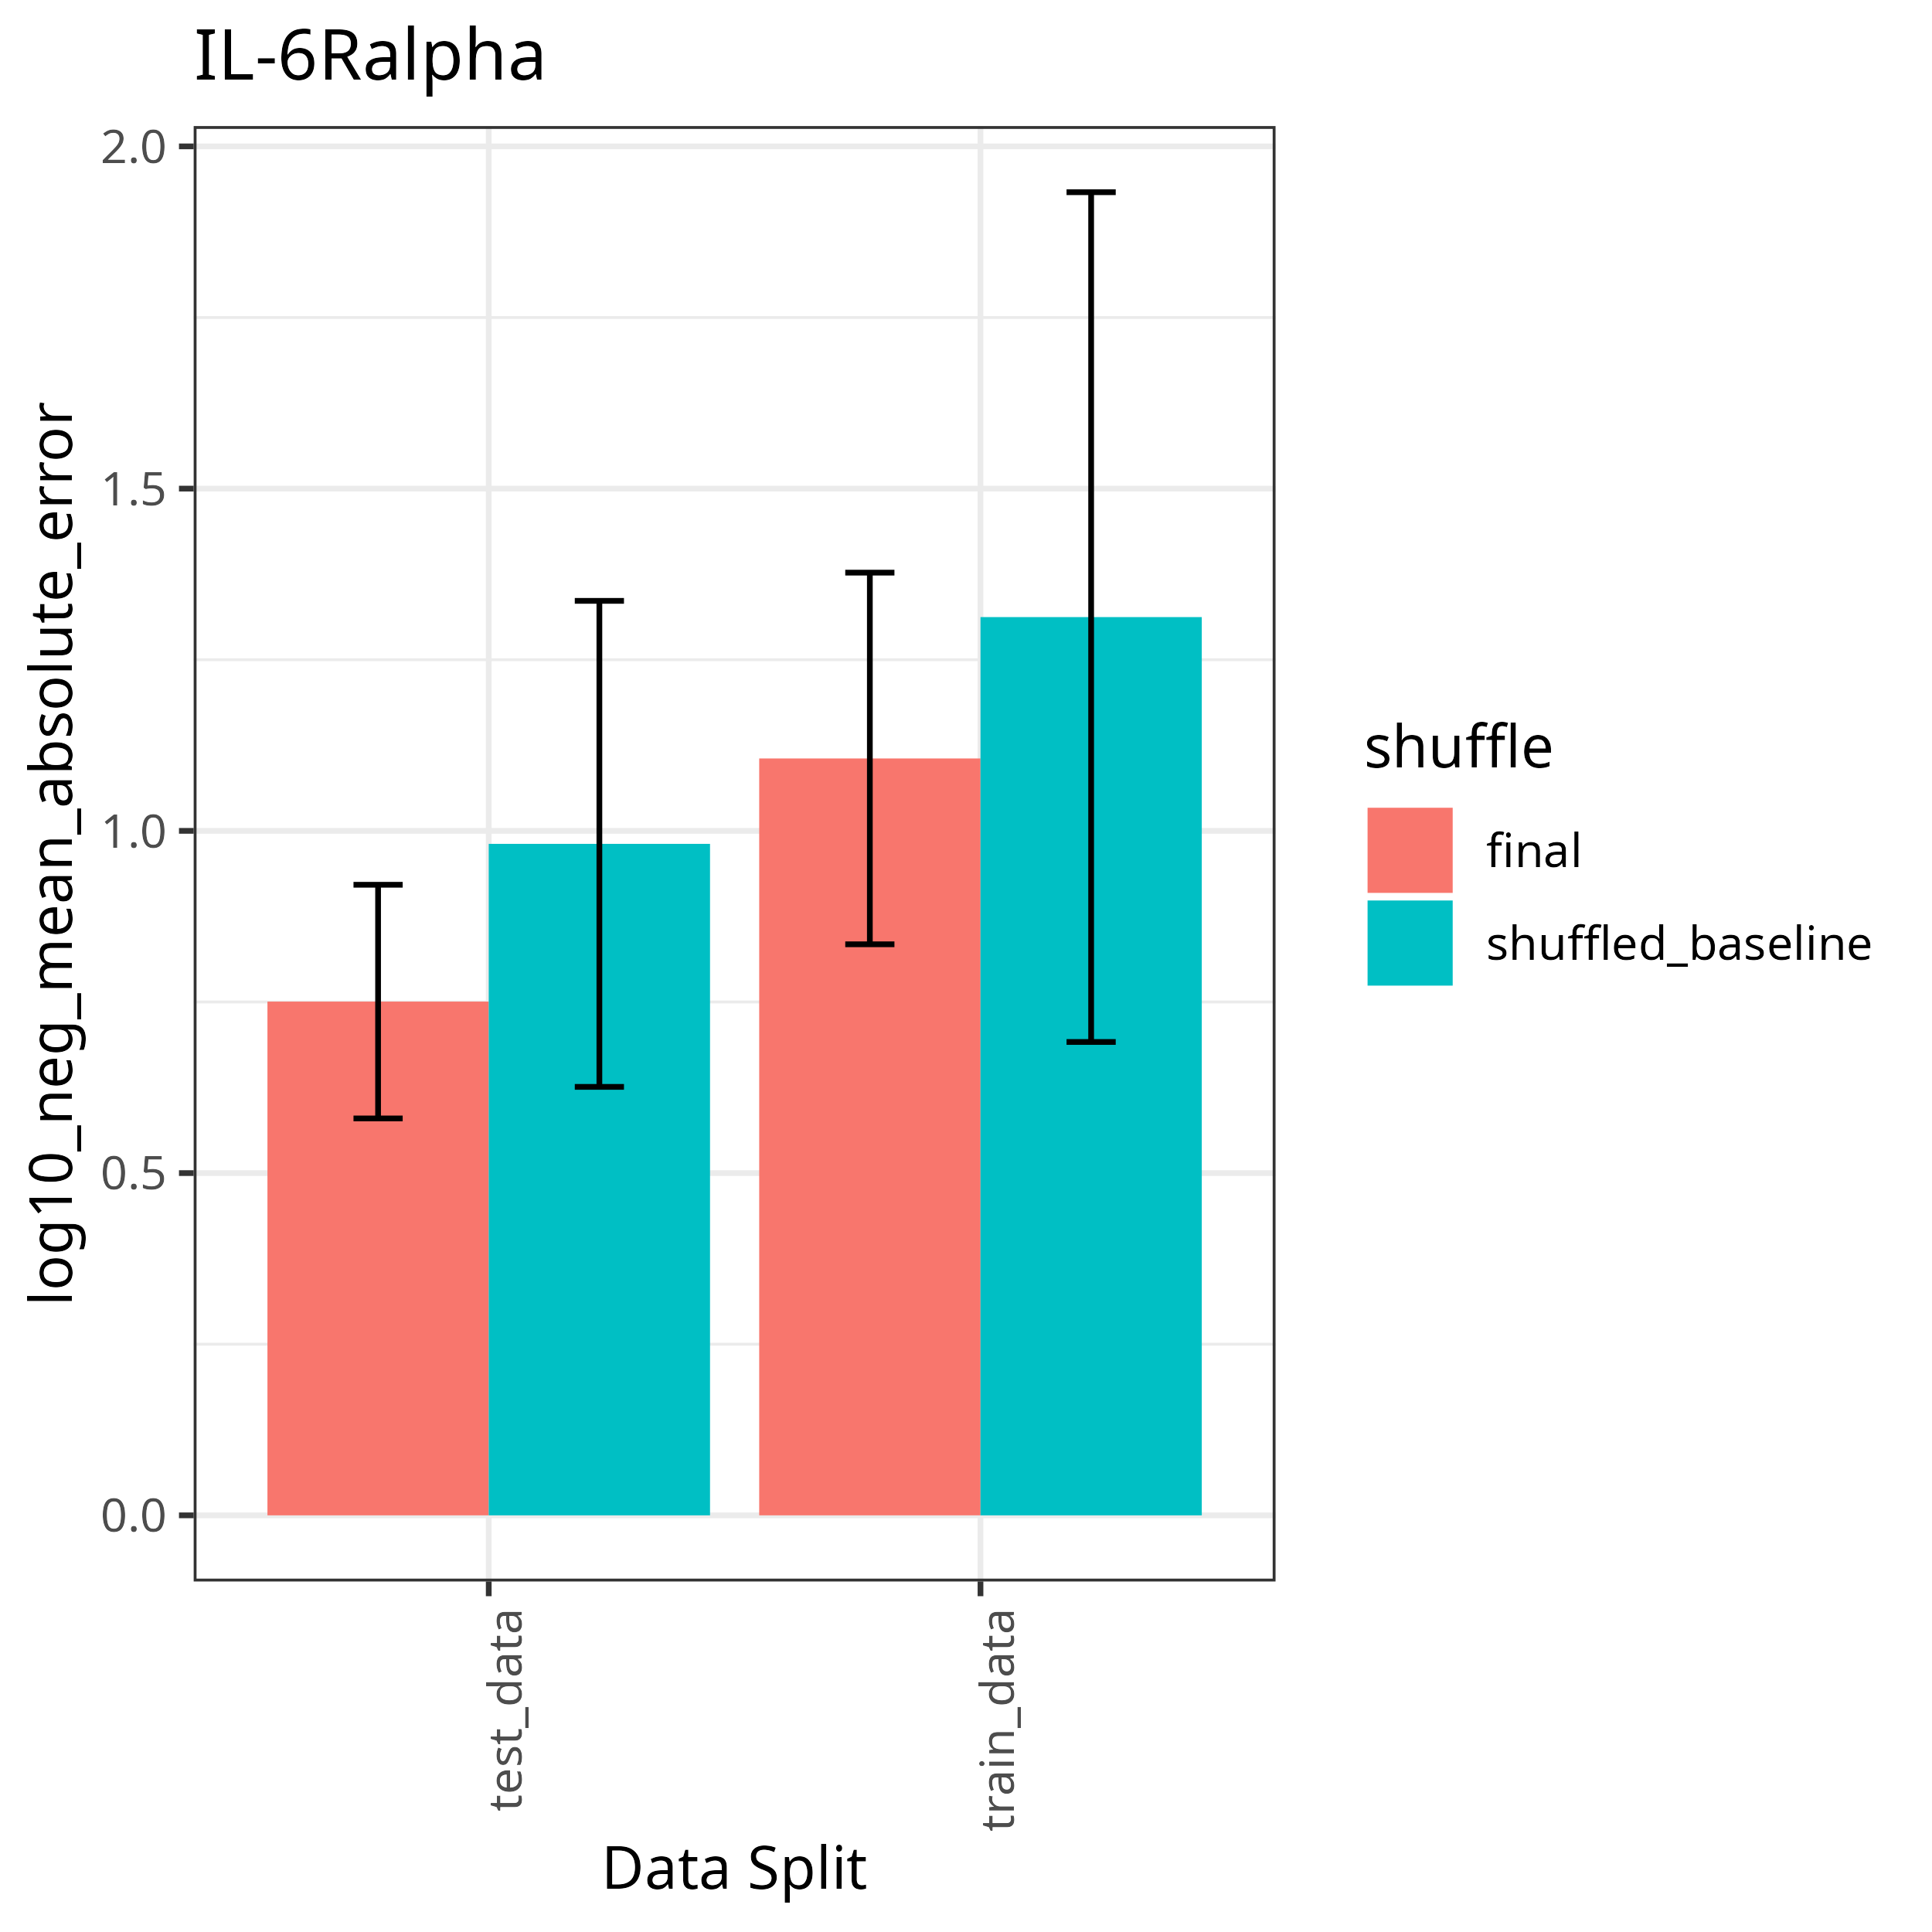 IL-6Ralpha
log10_neg_mean_absolute_error
2.0
1.5
1.0
0.5
0.0
test_data
train_data
Data Split
shuffle
final
shuffled_baseline